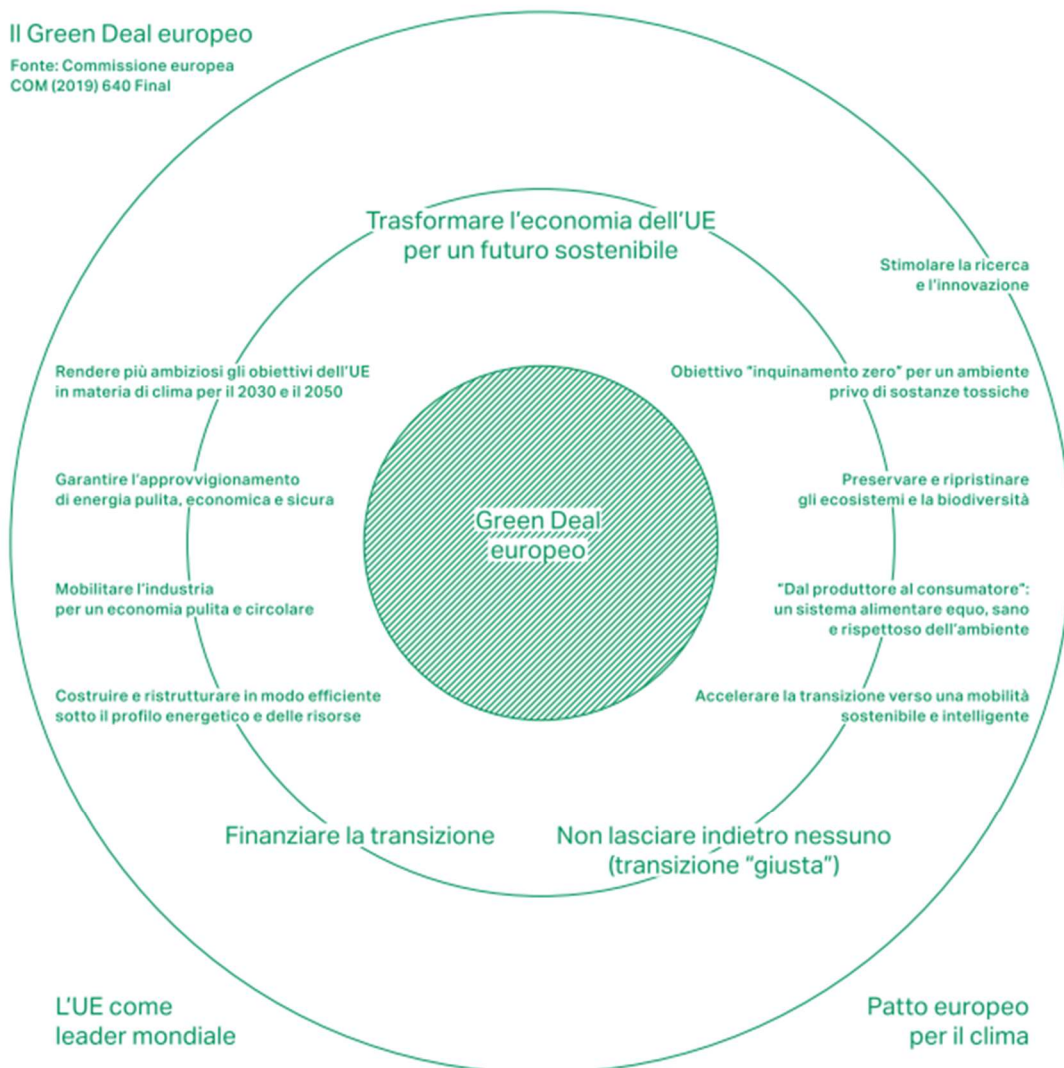 Il Green Deal europeo
Fonte: Commissione europea
COM (2019) 640 Final
Trasformare l'economia dell'UE
per un futuro sostenibile
Stimolare la ricerca
e l'innovazione
Rendere più ambiziosi gli obiettivi dell'UE
in materia di clima per il 2030 e il 2050
Obiettivo "inquinamento zero" per un ambiente
privo di sostanze tossiche
Garantire l'approvvigionamento
di energia pulita, economica e sicura
Preservare e ripristinare
gli ecosistemi e la biodiversità
Green Deal
europeo
Mobilitare l'industria
per un economia pulita e circolare
"Dal produttore al consumatore":
un sistema alimentare equo, sano
e rispettoso dell'ambiente
Costruire e ristrutturare in modo efficiente
sotto il profilo energetico e delle risorse
Accelerare la transizione verso una mobilità
sostenibile e intelligente
Finanziare la transizione
Non lasciare indietro nessuno
(transizione "giusta")
L'UE come
leader mondiale
Patto europeo
per il clima